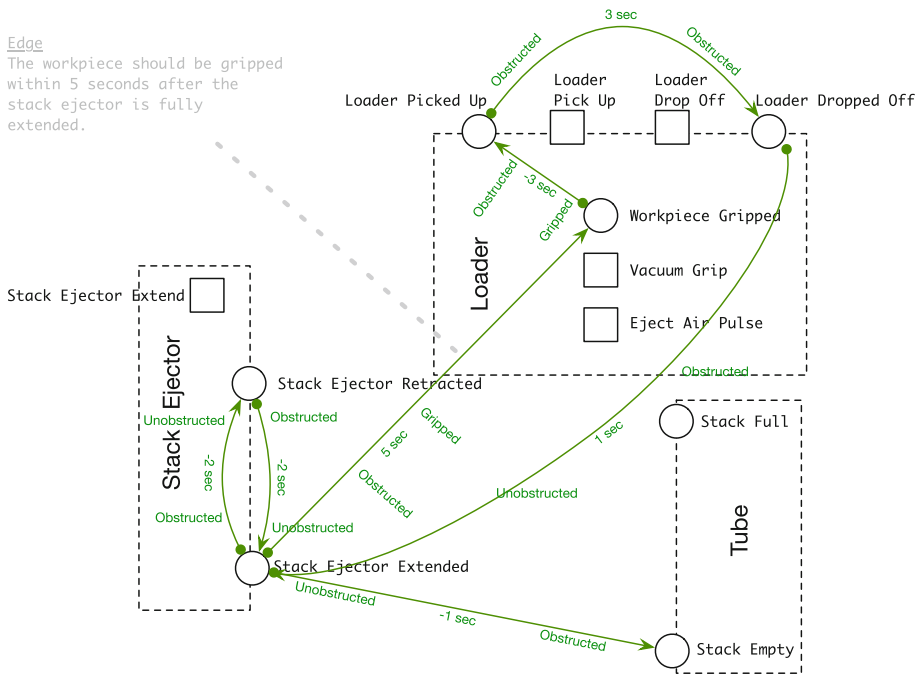 3 sec
Edge
The workpiece should be gripped
within 5 seconds after the
stack ejector is fully
extended.
Obstructed
Obstructed
Loader Picked Up
Loader
Pick Up
Loader
Drop Off
Loader Dropped Off
Obstructed
-3 sec
Gripped
Workpiece Gripped
Loader
Vacuum Grip
Eject Air Pulse
Stack Ejector Extend
Stack Ejector
Stack Ejector Retracted
Obstructed
Unobstructed
Obstructed
Gripped
5 sec
1 sec
Stack Full
-2 sec
-2 sec
Obstructed
Unobstructed
Obstructed
Unobstructed
Tube
Stack Ejector Extended
Unobstructed
-1 sec
Obstructed
Stack Empty